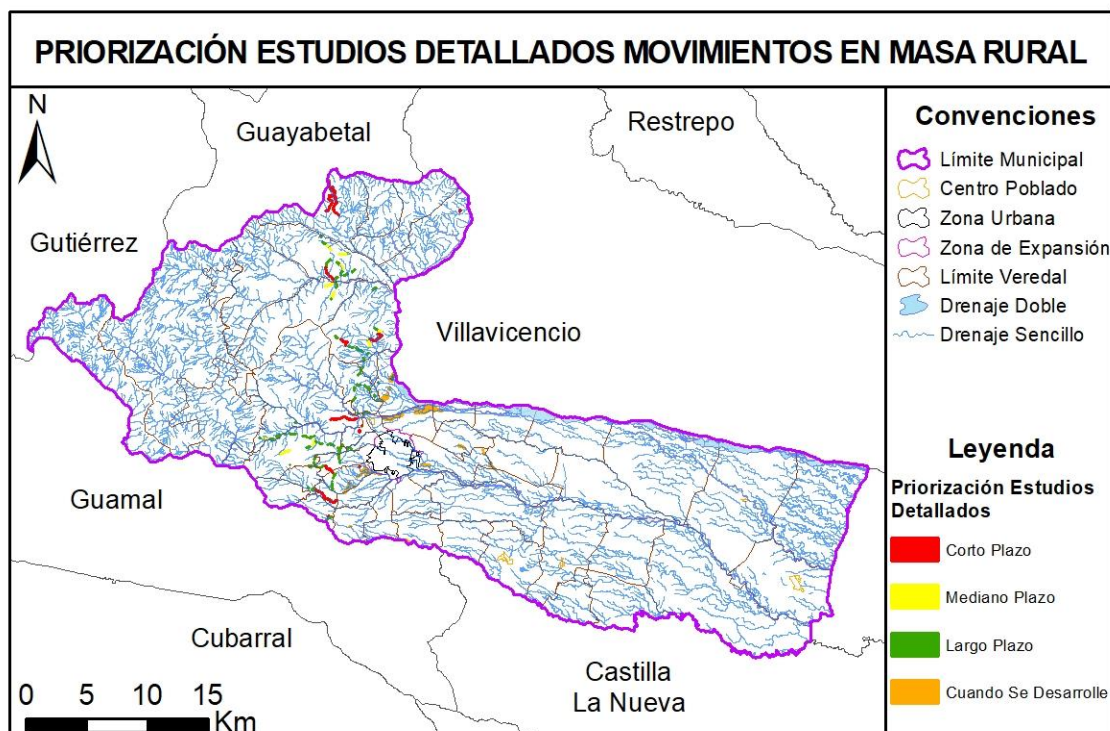 PRIORIZACIÓN ESTUDIOS DETALLADOS MOVIMIENTOS EN MASA RURAL
N
Guayabetal
Restrepo
Gutiérrez
Villavicencio
Guamal
Cubarral
Castilla
La Nueva
0 5 10 15
Km
Convenciones
Límite Municipal
Centro Poblado
Zona Urbana
Zona de Expansión
Límite Veredal
Drenaje Doble
Drenaje Sencillo
Leyenda
Priorización Estudios
Detallados
Corto Plazo
Mediano Plazo
Largo Plazo
Cuando Se Desarrolle